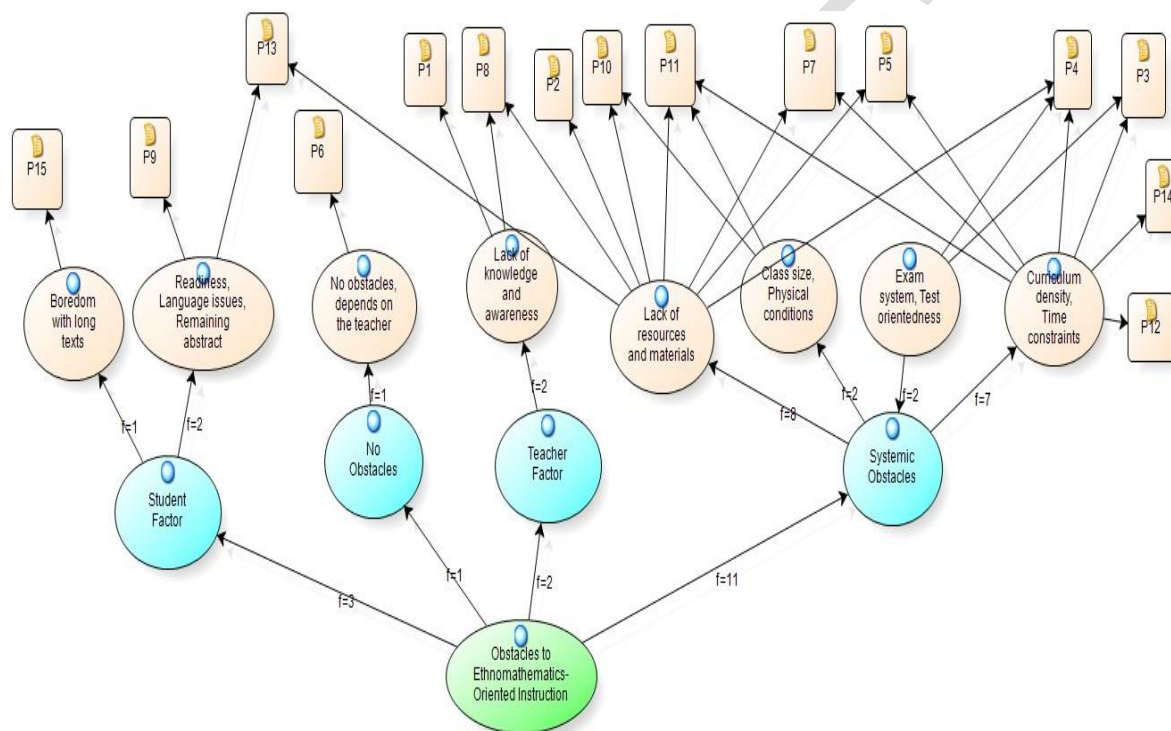 P13
P1
P8
P2
P10
P11
P7
P5
P4
P3
P15
P9
P6
P14
P12
Boredom
with long
texts
Readiness,
Language issues,
Remaining
abstract
No obstacles,
depends on
the teacher
Lack of
knowledge
and
awareness
Lack of
resources
and materials
Class size,
Physical
conditions
Exam
system, Test
orientedness
Curriculum
density,
Time
constraints
f=1
f=2
f=1
f=2
f=8
f=2
f=2
f=7
Student
Factor
No
Obstacles
Teacher
Factor
Systemic
Obstacles
f=3
f=1
f=2
f=11
Obstacles to
Ethnomathematics-
Oriented Instruction